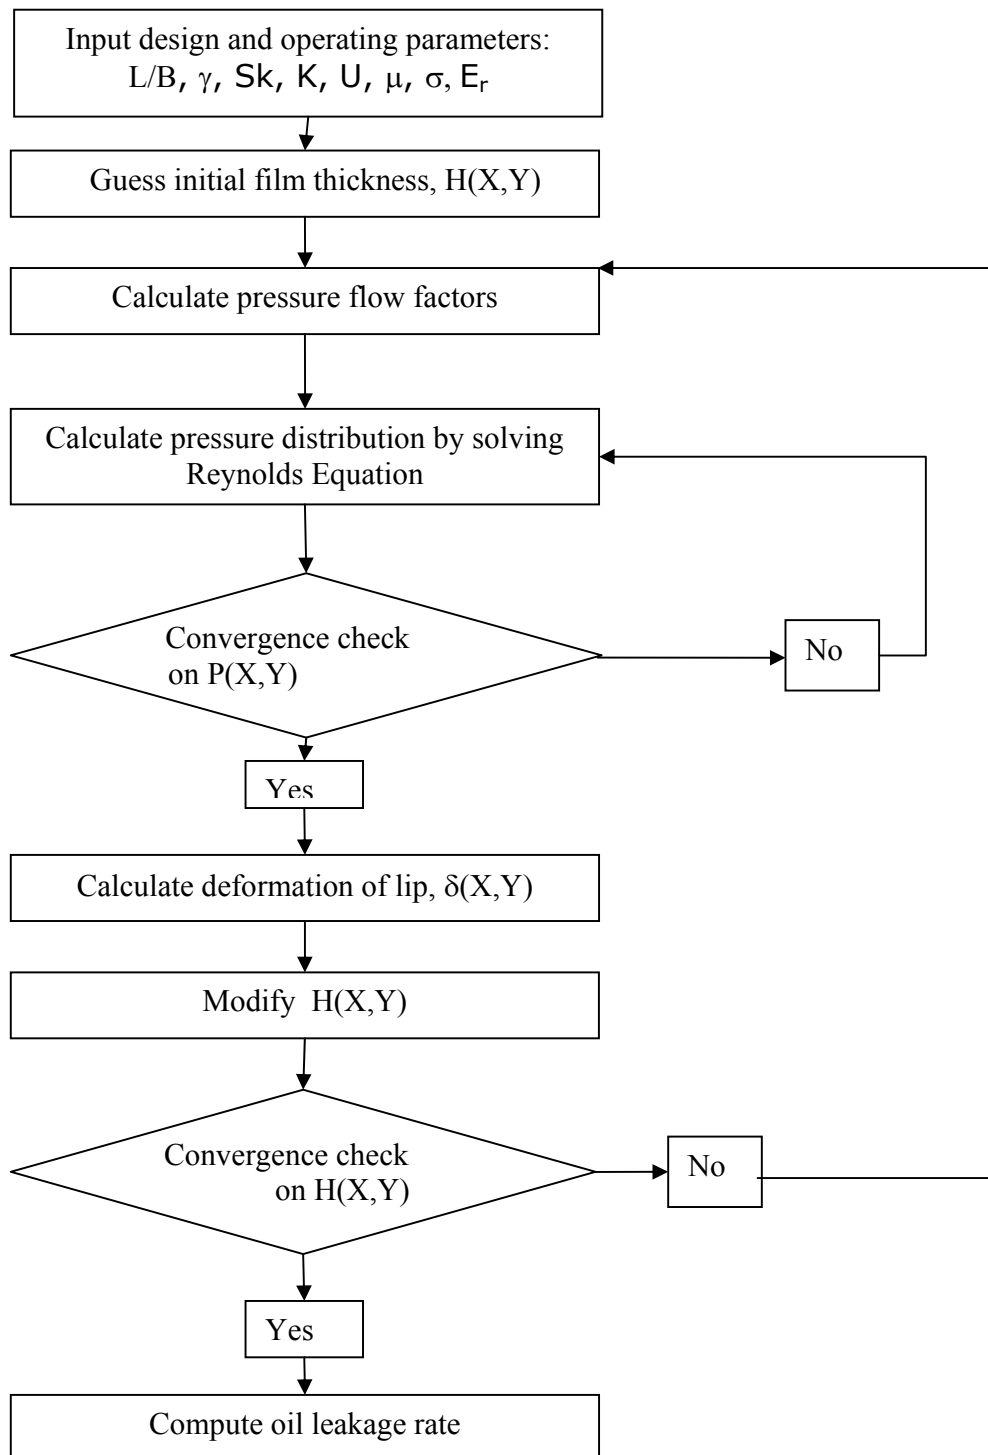 Input design and operating parameters:
L/B, γ, Sk, K, U, μ, σ, Er
Guess initial film thickness, H(X,Y)
Calculate pressure flow factors
Calculate pressure distribution by solving
Reynolds Equation
Convergence check
on P(X,Y)
No
Yes
Calculate deformation of lip, δ(X,Y)
Modify H(X,Y)
Convergence check
on H(X,Y)
No
Yes
Compute oil leakage rate